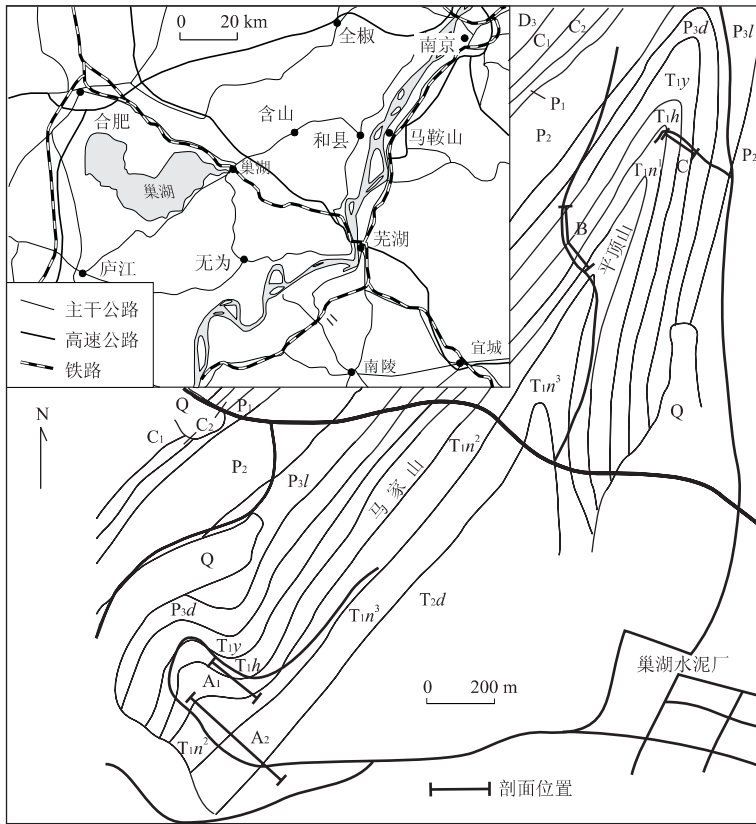 0 20 km
全椒
南京
合肥
含山
和县
马鞍山
巢湖
巢湖
芜湖
庐江
无为
南陵
宜城
主干公路
高速公路
铁路
D₃
C₁
C₂
P₁
P₂
P₃d
P₃l
T₁y
T₁h
P₂
T₁n¹
C
B
平顶山
T₁n³
Q
N
Q
P₁
C₂
C₁
T₁n²
P₂
P₃l
马家山
Q
P₃d
T₁n³
T₂d
T₁y
T₁h
A₁
T₁n²
A₂
0 200 m
巢湖水泥厂
剖面位置